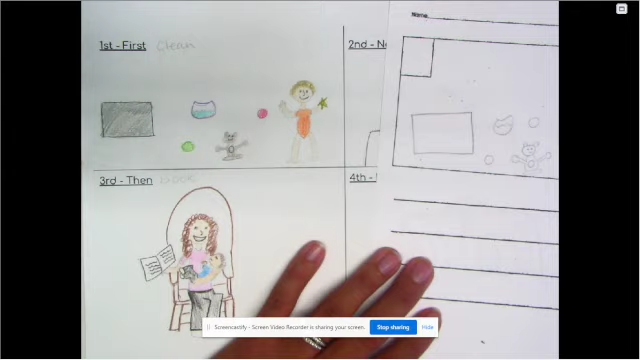 1st - First Clean
2nd - N
Name
3rd - Then book
4th -
Screencastify - Screen Video Recorder is sharing your screen.
Stop sharing
Hide